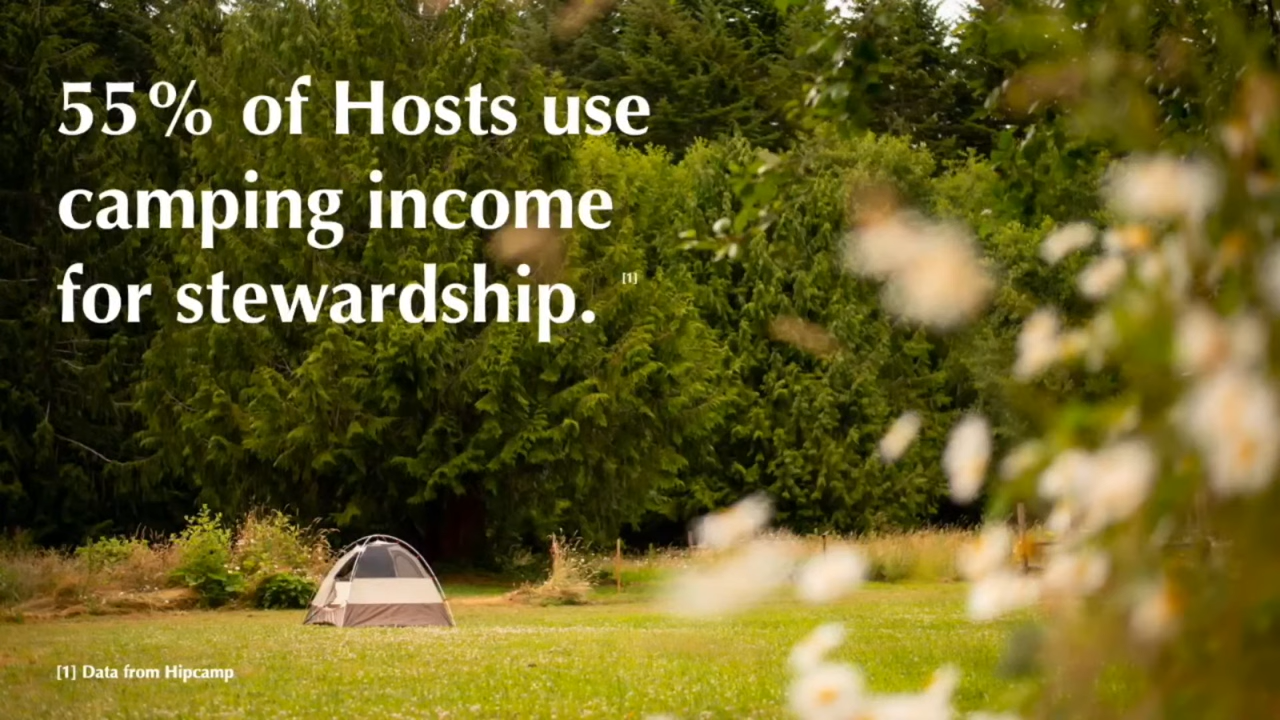 55% of Hosts use
camping income
for stewardship. [1]
[1] Data from Hipcamp